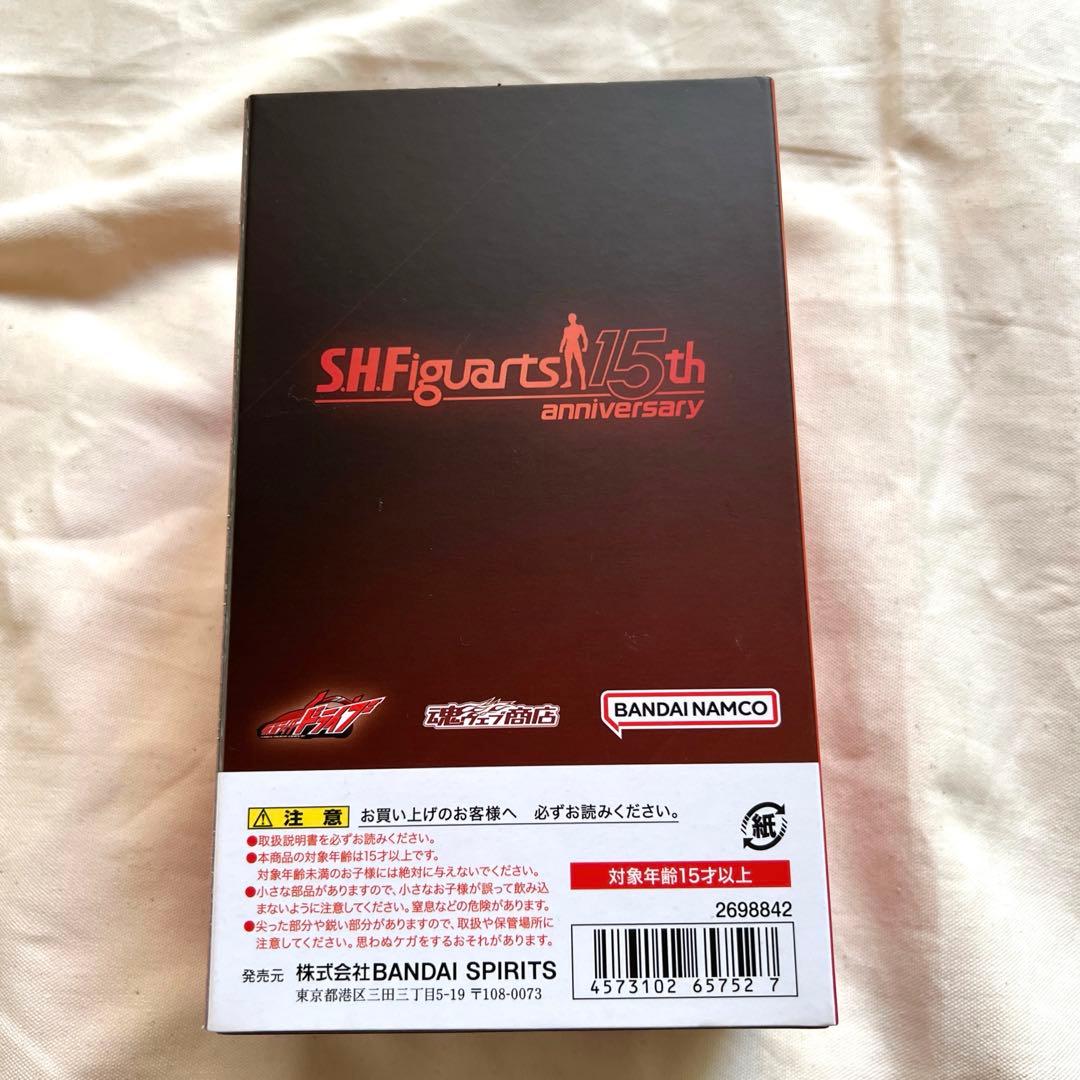 S.H.Figuarts 15th
anniversary
ドライブ
魂ウェブ商店
BANDAI NAMCO
注意 お買い上げのお客様へ 必ずお読みください。
●取扱説明書を必ずお読みください。
●本商品の対象年齢は15才以上です。
対象年齢未満のお子様には絶対に与えないでください。
●小さな部品がありますので、小さなお子様が誤って飲み込
まないように注意してください。窒息などの危険があります。
●尖った部分や鋭い部分がありますので、取扱や保管場所に
注意してください。思わぬケガをするおそれがあります。
発売元 株式会社BANDAI SPIRITS
東京都港区三田三丁目5-19 〒108-0073
紙
対象年齢15才以上
2698842
4573102 65752 7